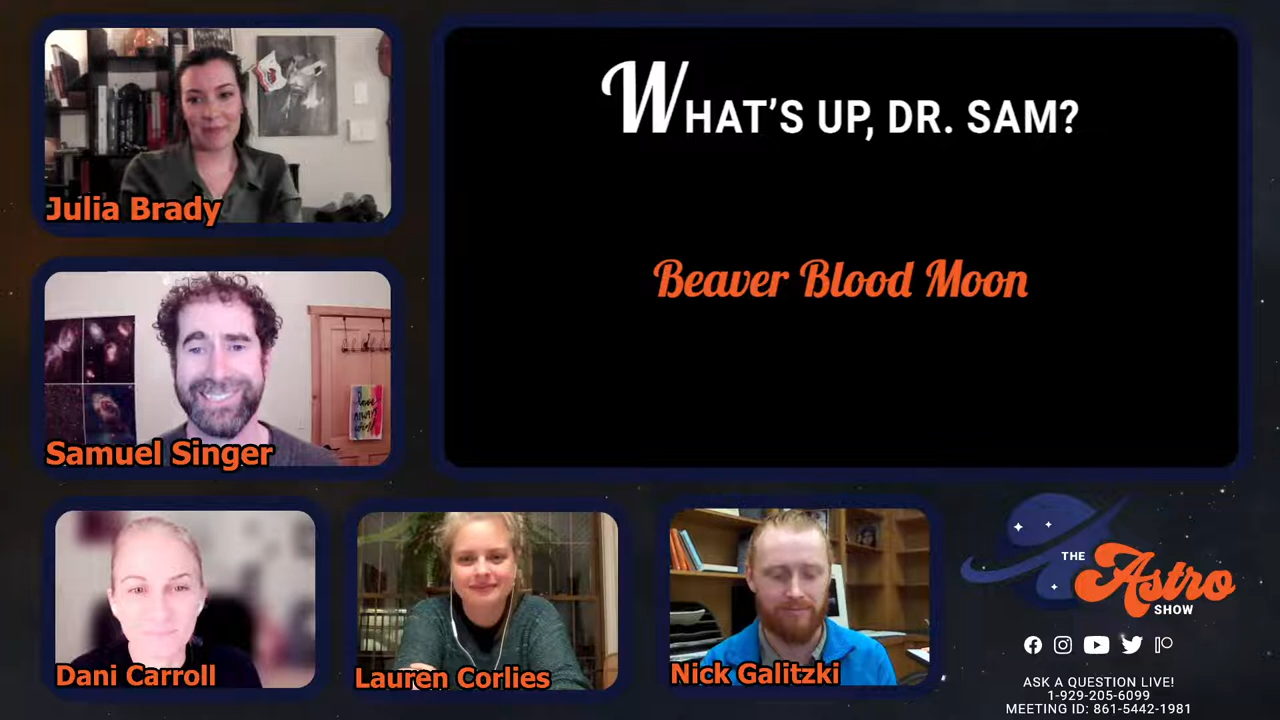 WHAT'S UP, DR. SAM?
Beaver Blood Moon
Julia Brady
Samuel Singer
Dani Carroll
Lauren Corlies
Nick Galitzki
THE
Astro
SHOW
ASK A QUESTION LIVE!
1-929-205-6099
MEETING ID: 861-5442-1981